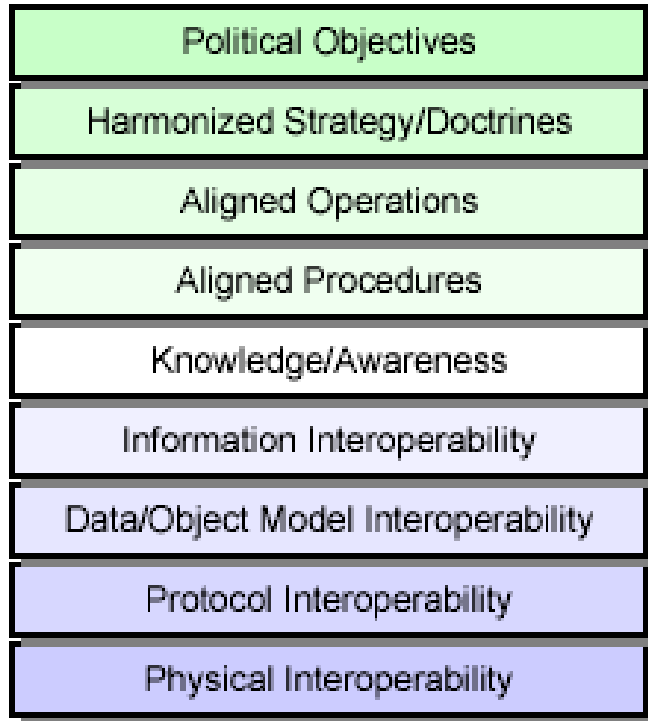 Political Objectives
Harmonized Strategy/Doctrines
Aligned Operations
Aligned Procedures
Knowledge/Awareness
Information Interoperability
Data/Object Model Interoperability
Protocol Interoperability
Physical Interoperability